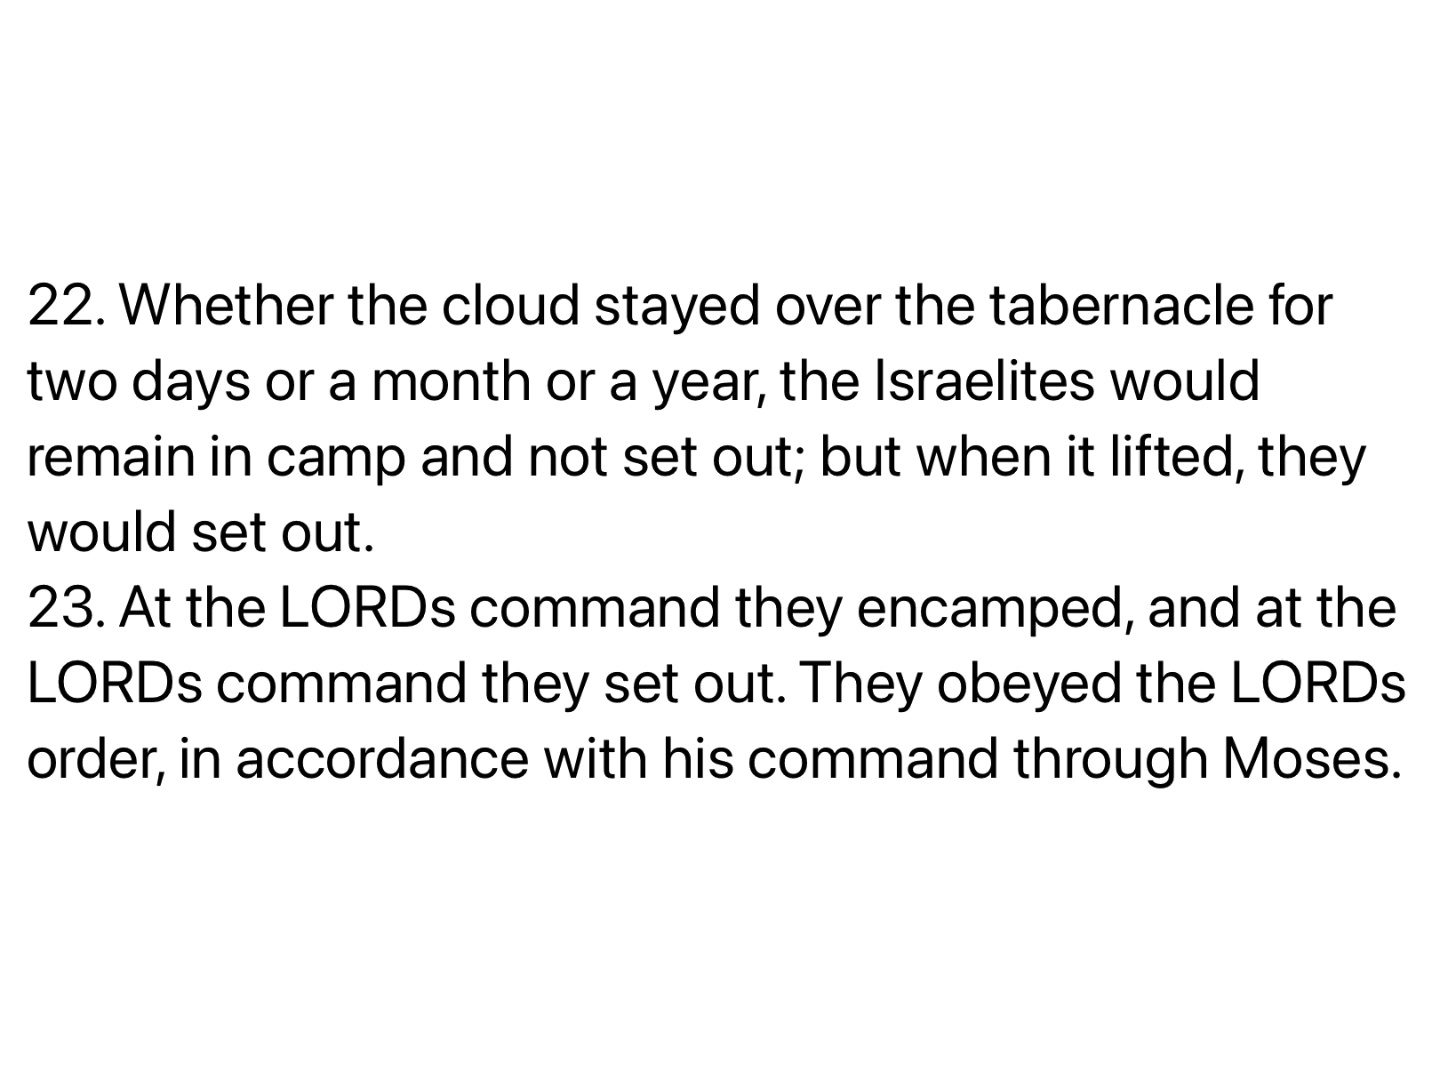 22. Whether the cloud stayed over the tabernacle for
two days or a month or a year, the Israelites would
remain in camp and not set out; but when it lifted, they
would set out.
23. At the LORDs command they encamped, and at the
LORDs command they set out. They obeyed the LORDs
order, in accordance with his command through Moses.